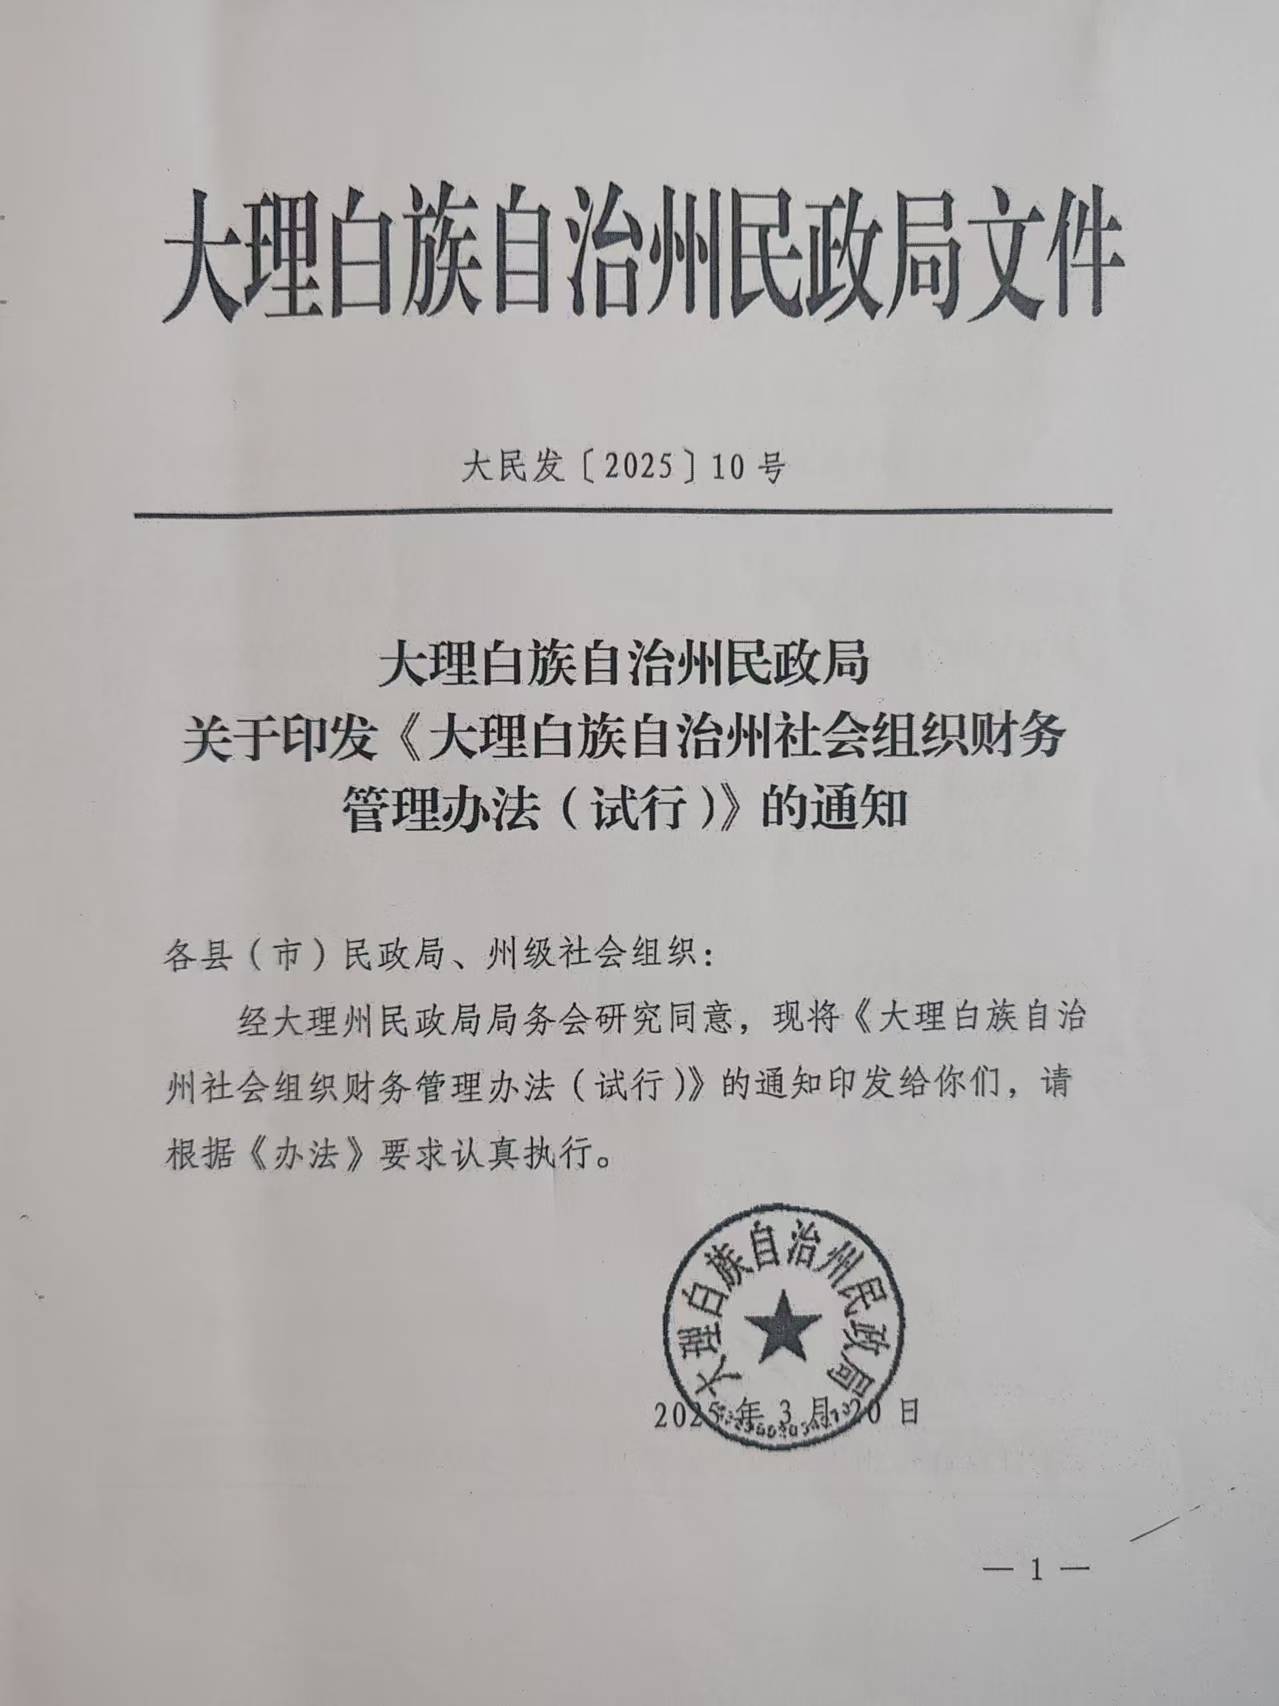 大理白族自治州民政局文件
大民发〔2025〕10号
大理白族自治州民政局
关于印发《大理白族自治州社会组织财务
管理办法（试行）》的通知
各县（市）民政局、州级社会组织：
经大理州民政局局务会研究同意，现将《大理白族自治
州社会组织财务管理办法（试行）》的通知印发给你们，请
根据《办法》要求认真执行。
大理白族自治州民政局
2025年3月20日
— 1 —